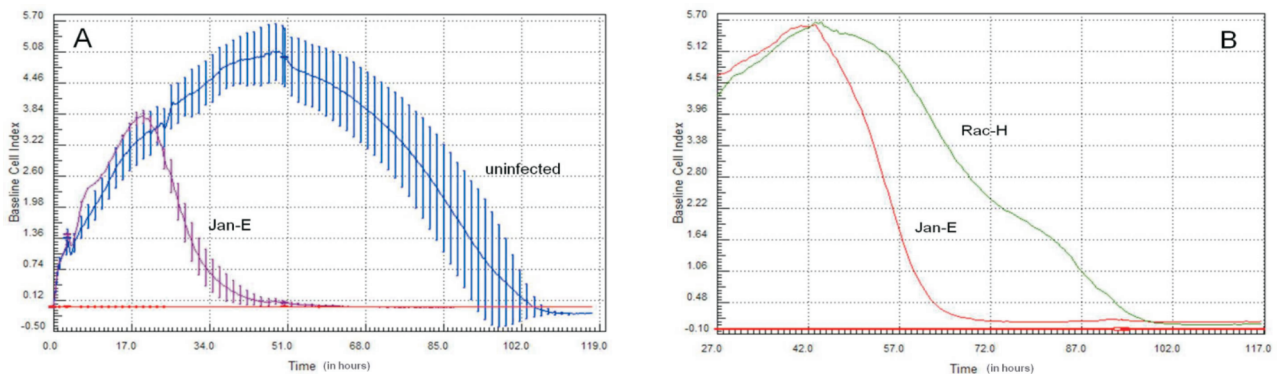 A
5.70
5.08
4.46
3.84
3.22
2.60
1.98
1.36
0.74
0.12
-0.50
Baseline Cell Index
uninfected
Jan-E
0.0 17.0 34.0 51.0 68.0 85.0 102.0 119.0
Time (in hours)
B
5.70
5.12
4.54
3.96
3.38
2.80
2.22
1.64
1.06
0.48
-0.10
Baseline Cell Index
Rac-H
Jan-E
27.0 42.0 57.0 72.0 87.0 102.0 117.0
Time (in hours)